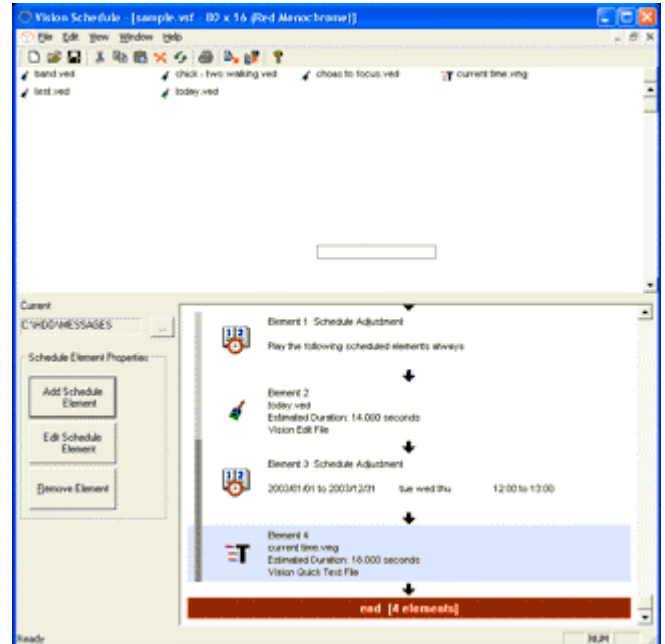 Vision Schedule - [sample.vsf - 80 x 16 (Red Monochrome)]
File Edit View Window Help
band.ved chick - two walking.ved choxs to focus.ved current time.vmg
test.ved today.ved
Current
C:\HDD\MESSAGES ...
Schedule Element Properties
Add Schedule
Element
Edit Schedule
Element
Remove Element
Element 1 Schedule Adjustment
Play the following scheduled elements always
Element 2
today.ved
Estimated Duration: 14.000 seconds
Vision Edit File
Element 3 Schedule Adjustment
2003/01/01 to 2003/12/31 tue wed thu 12:00 to 13:00
Element 4
current time.vmg
Estimated Duration: 18.000 seconds
Vision Quick Text File
end [4 elements]
Ready NUM